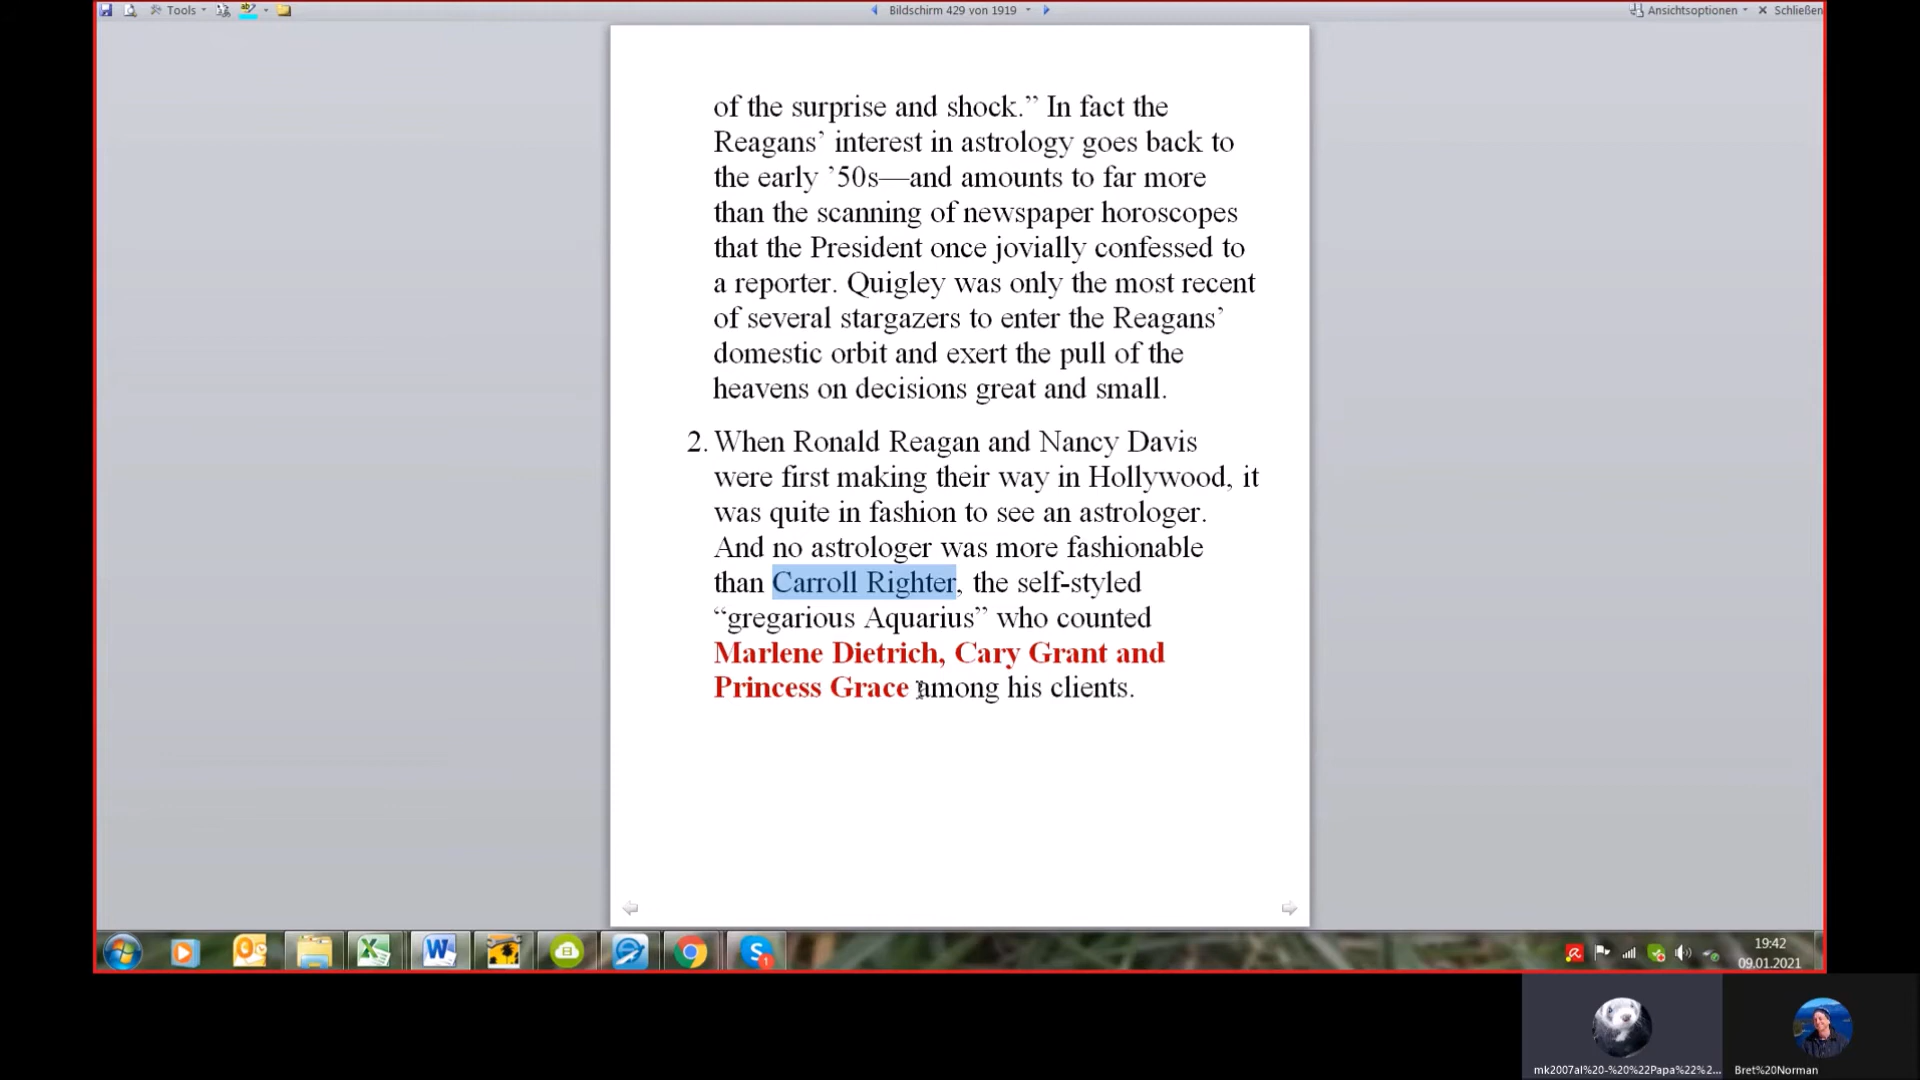 Tools
Bildschirm 429 von 1919
Ansichtsoptionen
Schließen
of the surprise and shock.” In fact the
Reagans’ interest in astrology goes back to
the early ’50s—and amounts to far more
than the scanning of newspaper horoscopes
that the President once jovially confessed to
a reporter. Quigley was only the most recent
of several stargazers to enter the Reagans’
domestic orbit and exert the pull of the
heavens on decisions great and small.
2. When Ronald Reagan and Nancy Davis
were first making their way in Hollywood, it
was quite in fashion to see an astrologer.
And no astrologer was more fashionable
than Carroll Righter, the self-styled
“gregarious Aquarius” who counted
Marlene Dietrich, Cary Grant and
Princess Grace among his clients.
19:42
09.01.2021
mk2007al%20-%20%22Papa%22%2...
Bret%20Norman